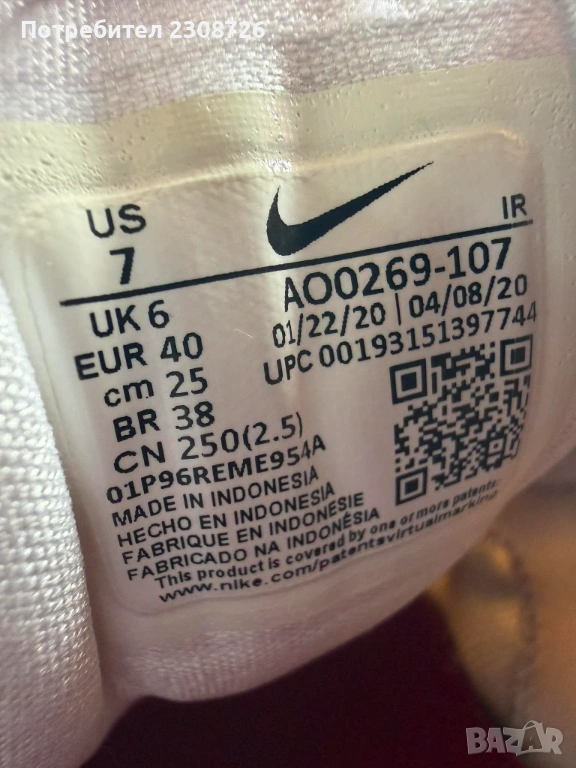 Потребител 2308726
US
7
IR
AO0269-107
UK 6
01/22/20 | 04/08/20
EUR 40
UPC 00193151397744
cm 25
BR 38
CN 250(2.5)
01P96REME954A
MADE IN INDONESIA
HECHO EN INDONESIA
FABRIQUE EN INDONÉSIE
FABRICADO NA INDONÉSIA
This product is covered by one or more patents:
www.nike.com/patentsvirtualmarking
BAZAR